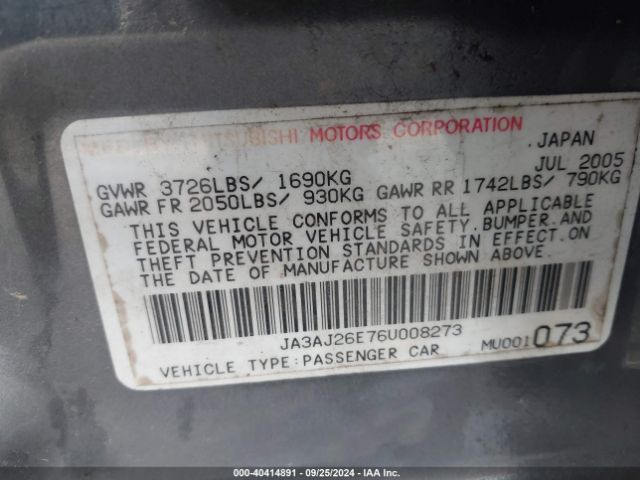 MITSUBISHI MOTORS CORPORATION
JAPAN
JUL 2005
GVWR 3726LBS/ 1690KG
GAWR FR 2050LBS/ 930KG GAWR RR 1742LBS/ 790KG
THIS VEHICLE CONFORMS TO ALL APPLICABLE
FEDERAL MOTOR VEHICLE SAFETY, BUMPER, AND
THEFT PREVENTION STANDARDS IN EFFECT ON
THE DATE OF MANUFACTURE SHOWN ABOVE.
JA3AJ26E76U008273
VEHICLE TYPE:PASSENGER CAR MU001073
000-40414891 - 09/25/2024 - IAA Inc.